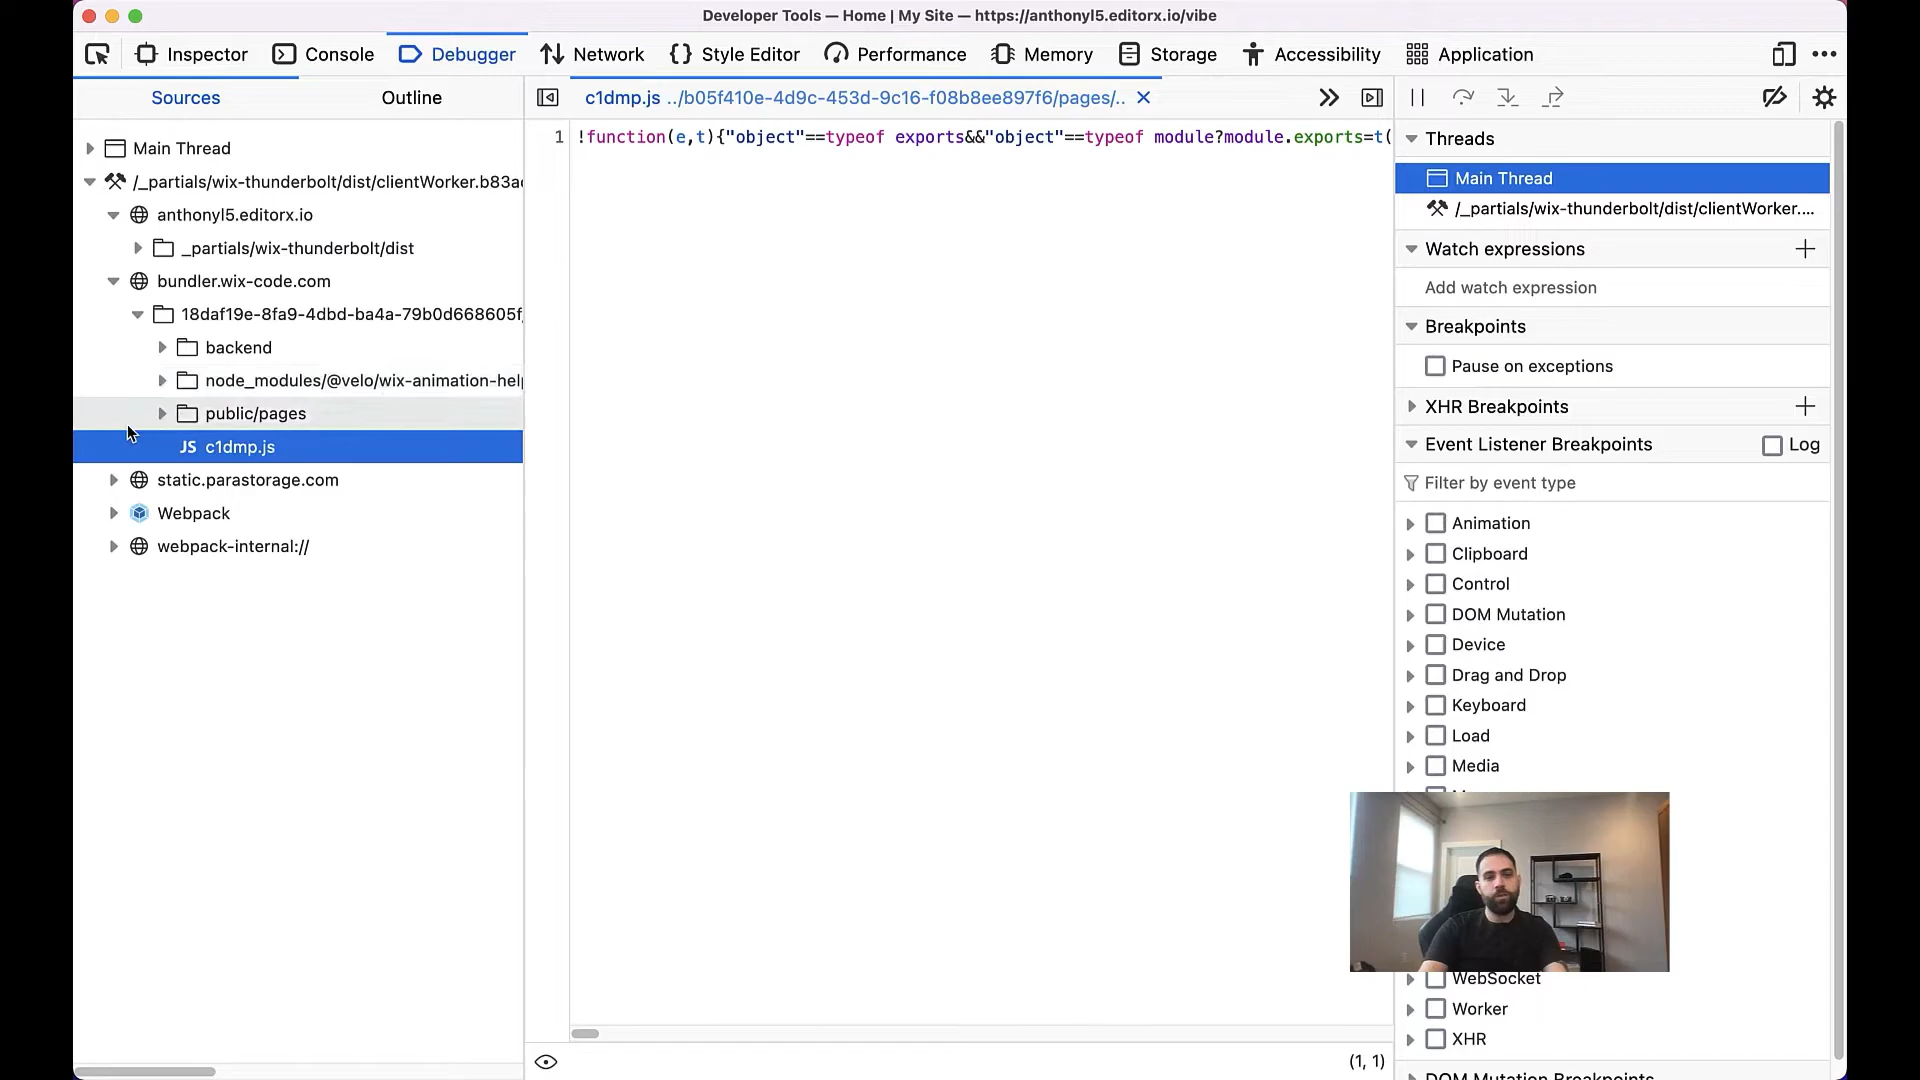 Developer Tools — Home | My Site — https://anthonyl5.editorx.io/vibe
Inspector Console Debugger Network Style Editor Performance Memory Storage Accessibility Application
Sources Outline
c1dmp.js ../b05f410e-4d9c-453d-9c16-f08b8ee897f6/pages/..
Main Thread
/_partials/wix-thunderbolt/dist/clientWorker.b83a
anthonyl5.editorx.io
_partials/wix-thunderbolt/dist
bundler.wix-code.com
18daf19e-8fa9-4dbd-ba4a-79b0d668605f
backend
node_modules/@velo/wix-animation-hel
public/pages
JS c1dmp.js
static.parastorage.com
Webpack
webpack-internal://
1 !function(e,t){"object"==typeof exports&&"object"==typeof module?module.exports=t(
(1, 1)
Threads
Main Thread
/_partials/wix-thunderbolt/dist/clientWorker....
Watch expressions
Add watch expression
Breakpoints
Pause on exceptions
XHR Breakpoints
Event Listener Breakpoints Log
Filter by event type
Animation
Clipboard
Control
DOM Mutation
Device
Drag and Drop
Keyboard
Load
Media
WebSocket
Worker
XHR
DOM Mutation Breakpoints